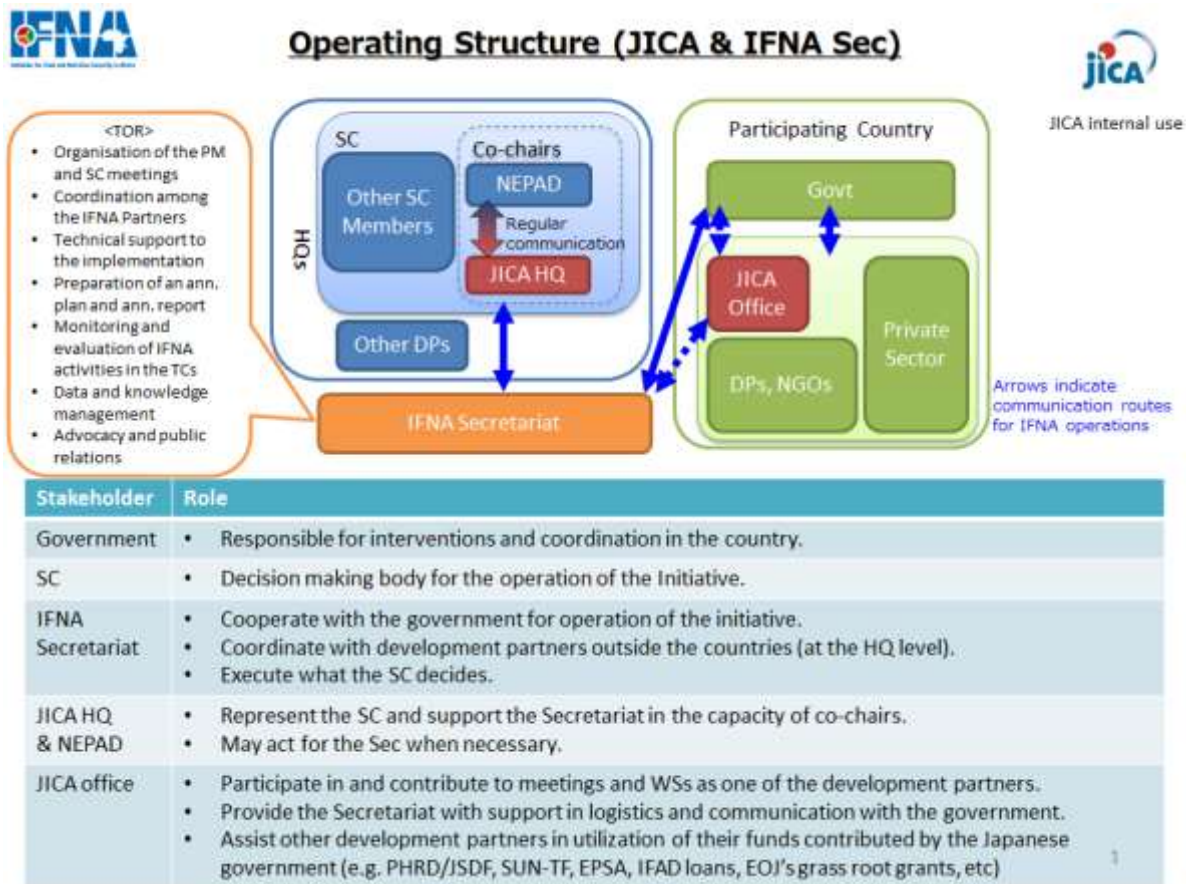 IFNA
Operating Structure (JICA & IFNA Sec)
jica
JICA internal use
<TOR>
• Organisation of the PM
and SC meetings
• Coordination among
the IFNA Partners
• Technical support to
the implementation
• Preparation of an ann.
plan and ann. report
• Monitoring and
evaluation of IFNA
activities in the TCs
• Data and knowledge
management
• Advocacy and public
relations
HQs
SC
Other SC
Members
Co-chairs
NEPAD
Regular
communication
JICA HQ
Other DPs
IFNA Secretariat
Participating Country
Govt
JICA
Office
Private
Sector
DPs, NGOs
Arrows indicate
communication routes
for IFNA operations
Stakeholder Role
Government • Responsible for interventions and coordination in the country.
SC • Decision making body for the operation of the Initiative.
IFNA • Cooperate with the government for operation of the initiative.
Secretariat • Coordinate with development partners outside the countries (at the HQ level).
• Execute what the SC decides.
JICA HQ • Represent the SC and support the Secretariat in the capacity of co-chairs.
& NEPAD • May act for the Sec when necessary.
JICA office • Participate in and contribute to meetings and WSs as one of the development partners.
• Provide the Secretariat with support in logistics and communication with the government.
• Assist other development partners in utilization of their funds contributed by the Japanese
government (e.g. PHRD/JSDF, SUN-TF, EPSA, IFAD loans, EOJ's grass root grants, etc)
1